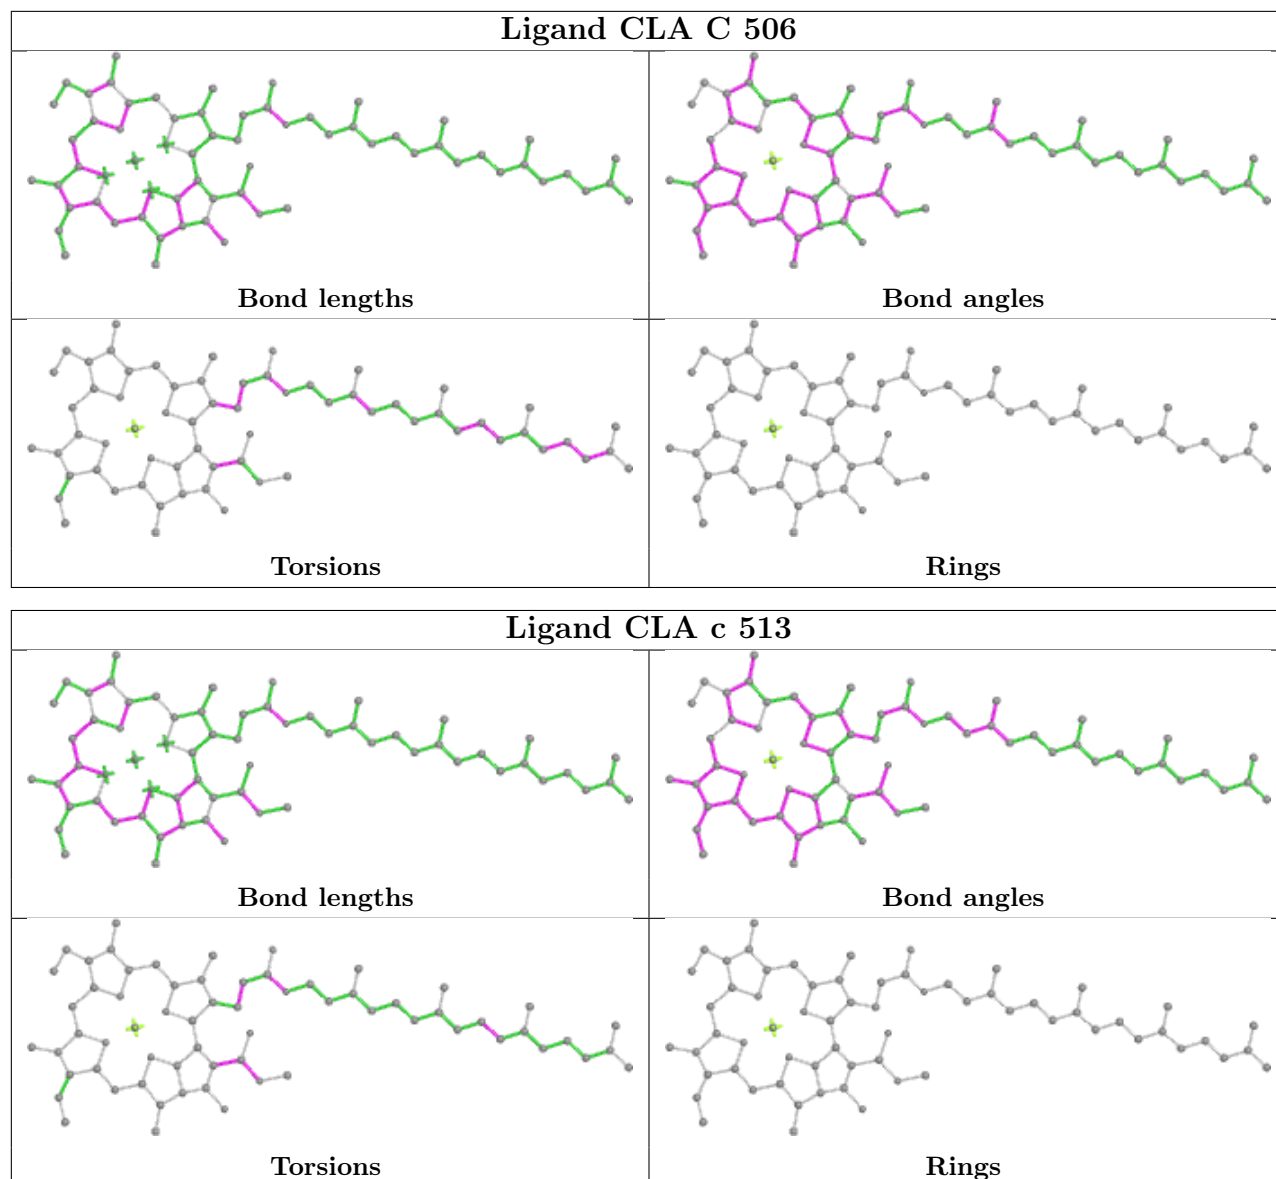 Ligand CLA C 506
Bond lengths
Bond angles
Torsions
Rings
Ligand CLA c 513
Bond lengths
Bond angles
Torsions
Rings